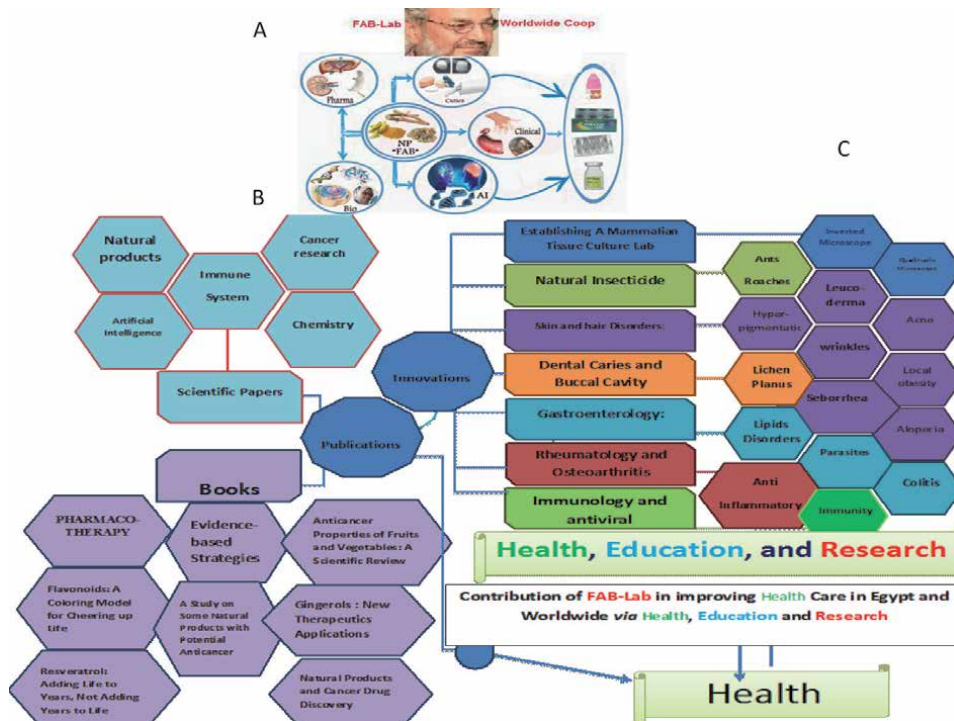 A
FAB-Lab
Worldwide Coop
Pharma
Clinical
NP
"FAB"
Bio
AI
C
B
Natural
products
Cancer
research
Immune
System
Artificial
Intelligence
Chemistry
Scientific Papers
Innovations
Publications
Establishing A Mammalian
Tissue Culture Lab
Inverted
Microscope
Natural Insecticide
Ants
Roaches
Leuco-
derma
Skin and hair Disorders:
Hyper-
pigmentatic
wrinkles
Acne
Dental Caries and
Buccal Cavity
Lichen
Planus
Seborrhea
Local
obesity
Gastroenterology:
Lipids
Disorders
Alopacia
Rheumatology and
Osteoarthritis
Parasites
Colitis
Immunology and
antiviral
Anti
Inflammatory
Immunity
Books
PHARMACO-
THERAPY
Evidence-
based
Strategies
Anticancer
Properties of Fruits
and Vegetables: A
Scientific Review
Flavonoids: A
Coloring Model
for Cheering up
Life
A Study on
Some Natural
Products with
Potential
Anticancer
Gingerols : New
Therapeutics
Applications
Resveratrol:
Adding Life to
Years, Not Adding
Years to Life
Natural Products
and Cancer Drug
Discovery
Health, Education, and Research
Contribution of FAB-Lab in improving Health Care in Egypt and
Worldwide via Health, Education and Research
Health